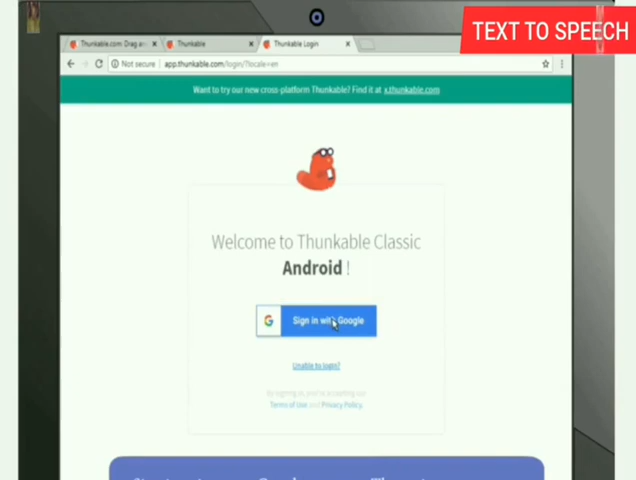 TEXT TO SPEECH
Thunkable.com: Drag an
Thunkable
Thunkable Login
Not secure
app.thunkable.com/login/?locale=en
Want to try our new cross-platform Thunkable? Find it at x.thunkable.com
Welcome to Thunkable Classic
Android !
G
Sign in with Google
Unable to login?
By signing in, you're accepting our
Terms of Use and Privacy Policy.